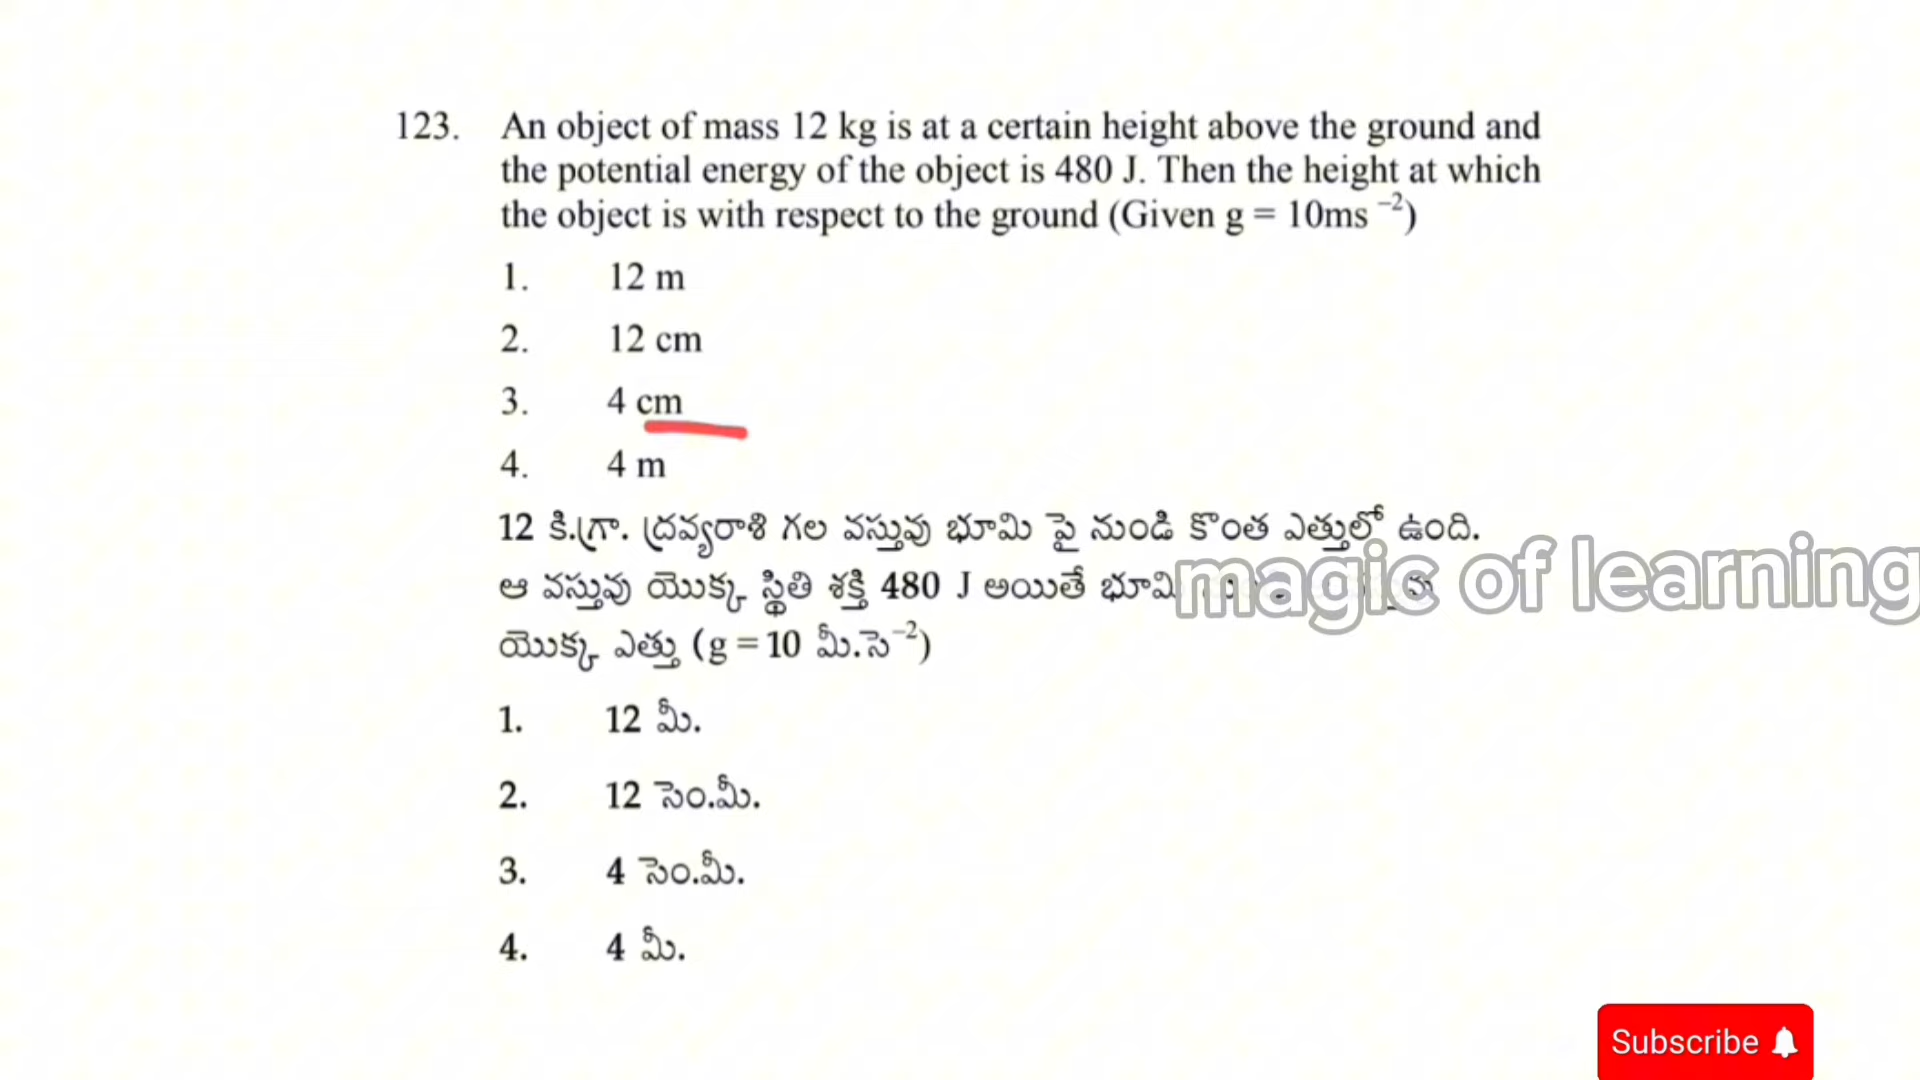 123. An object of mass 12 kg is at a certain height above the ground and
the potential energy of the object is 480 J. Then the height at which
the object is with respect to the ground (Given g = 10ms⁻²)
1. 12 m
2. 12 cm
3. 4 cm
4. 4 m
12 కి.గ్రా. ద్రవ్యరాశి గల వస్తువు భూమి పై నుండి కొంత ఎత్తులో ఉంది.
ఆ వస్తువు యొక్క స్థితి శక్తి 480 J అయితే భూమి
magic of learning
యొక్క ఎత్తు (g = 10 మీ.సె⁻²)
1. 12 మీ.
2. 12 సెం.మీ.
3. 4 సెం.మీ.
4. 4 మీ.
Subscribe